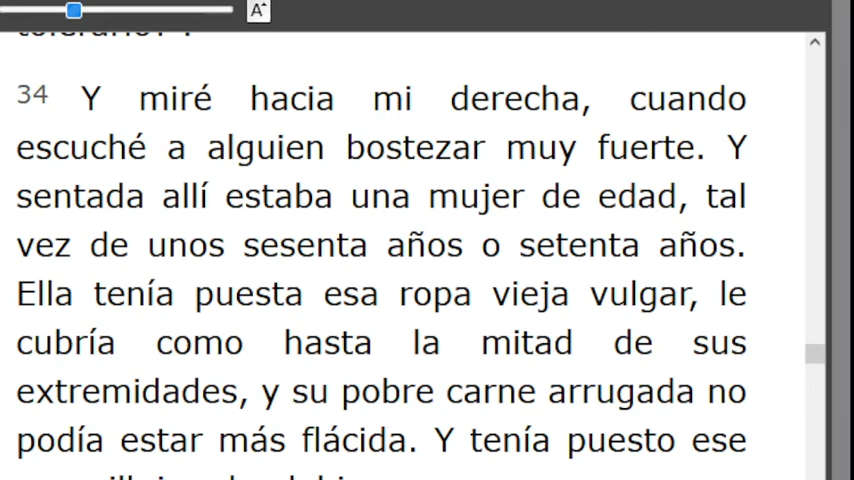 A
34 Y miré hacia mi derecha, cuando
escuché a alguien bostezar muy fuerte. Y
sentada allí estaba una mujer de edad, tal
vez de unos sesenta años o setenta años.
Ella tenía puesta esa ropa vieja vulgar, le
cubría como hasta la mitad de sus
extremidades, y su pobre carne arrugada no
podía estar más flácida. Y tenía puesto ese